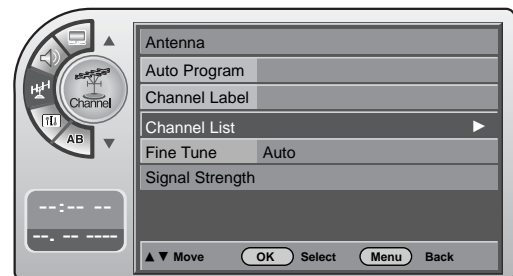 Channel
AB
--:-- --
--. -- ----
Antenna
Auto Program
Channel Label
Channel List ►
Fine Tune Auto
Signal Strength
▲▼ Move OK Select Menu Back